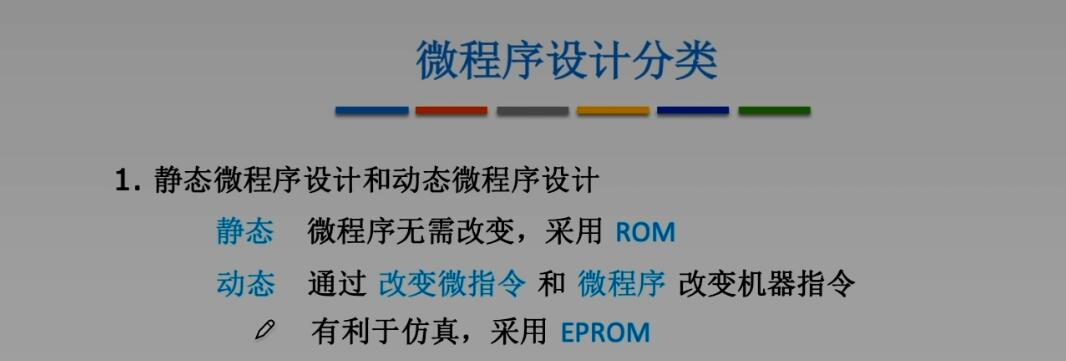 微程序设计分类
1. 静态微程序设计和动态微程序设计
静态 微程序无需改变，采用 ROM
动态 通过 改变微指令 和 微程序 改变机器指令
有利于仿真，采用 EPROM